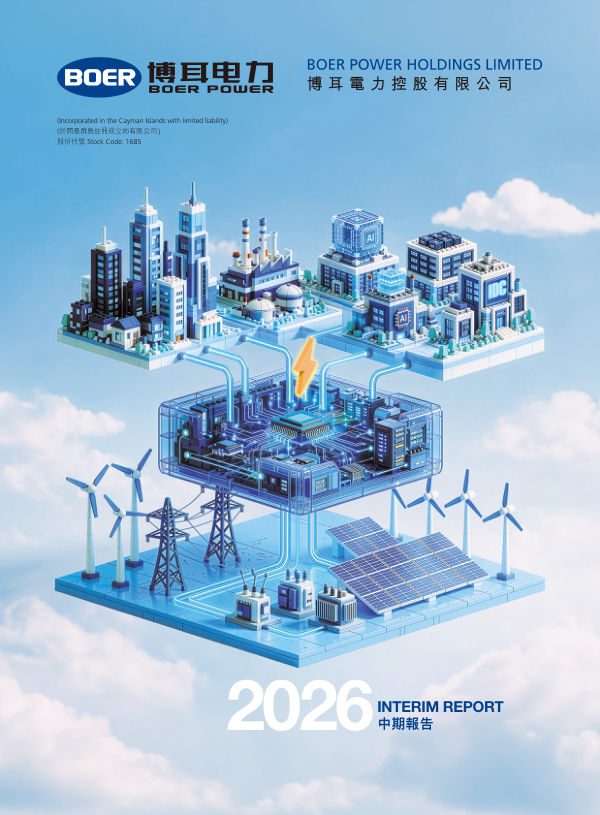 BOER 博耳电力
BOER POWER
BOER POWER HOLDINGS LIMITED
博耳電力控股有限公司
(Incorporated in the Cayman Islands with limited liability)
(於開曼群島註冊成立的有限公司)
股份代號 Stock Code: 1685
AI
AI
2026 INTERIM REPORT
中期報告